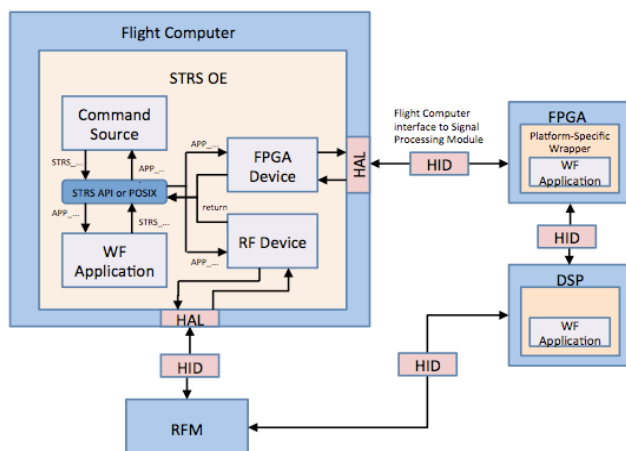 Flight Computer
STRS OE
Command
Source
STRS_...
APP_...
APP_...
STRS API or POSIX
APP_...
STRS_...
return
WF
Application
APP_...
FPGA
Device
RF Device
HAL
HAL
Flight Computer
interface to Signal
Processing Module
HID
FPGA
Platform-Specific
Wrapper
WF
Application
HID
DSP
WF
Application
HID
HID
RFM